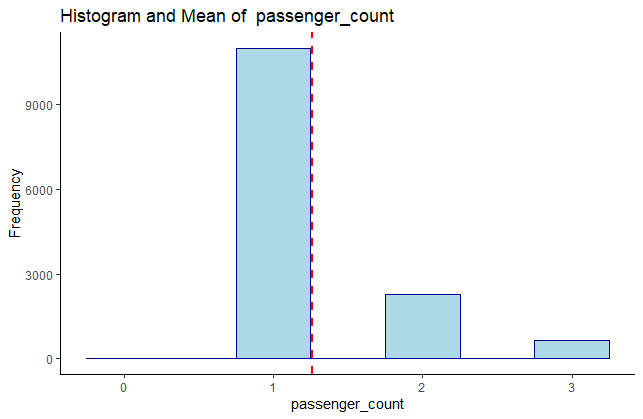 Histogram and Mean of  passenger_count
Frequency
9000
6000
3000
0
0 1 2 3
passenger_count